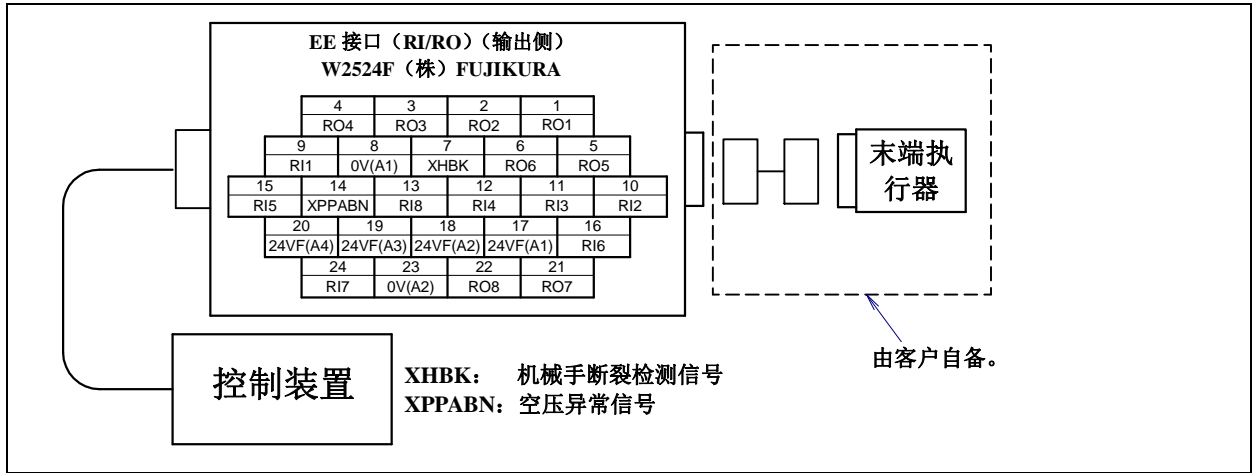 EE 接口（RI/RO）（输出侧）
W2524F（株）FUJIKURA
4 3 2 1
RO4 RO3 RO2 RO1
9 8 7 6 5
RI1 0V(A1) XHBK RO6 RO5
15 14 13 12 11 10
RI5 XPPABN RI8 RI4 RI3 RI2
20 19 18 17 16
24VF(A4) 24VF(A3) 24VF(A2) 24VF(A1) RI6
24 23 22 21
RI7 0V(A2) RO8 RO7
末端执
行器
由客户自备。
控制装置
XHBK： 机械手断裂检测信号
XPPABN：空压异常信号